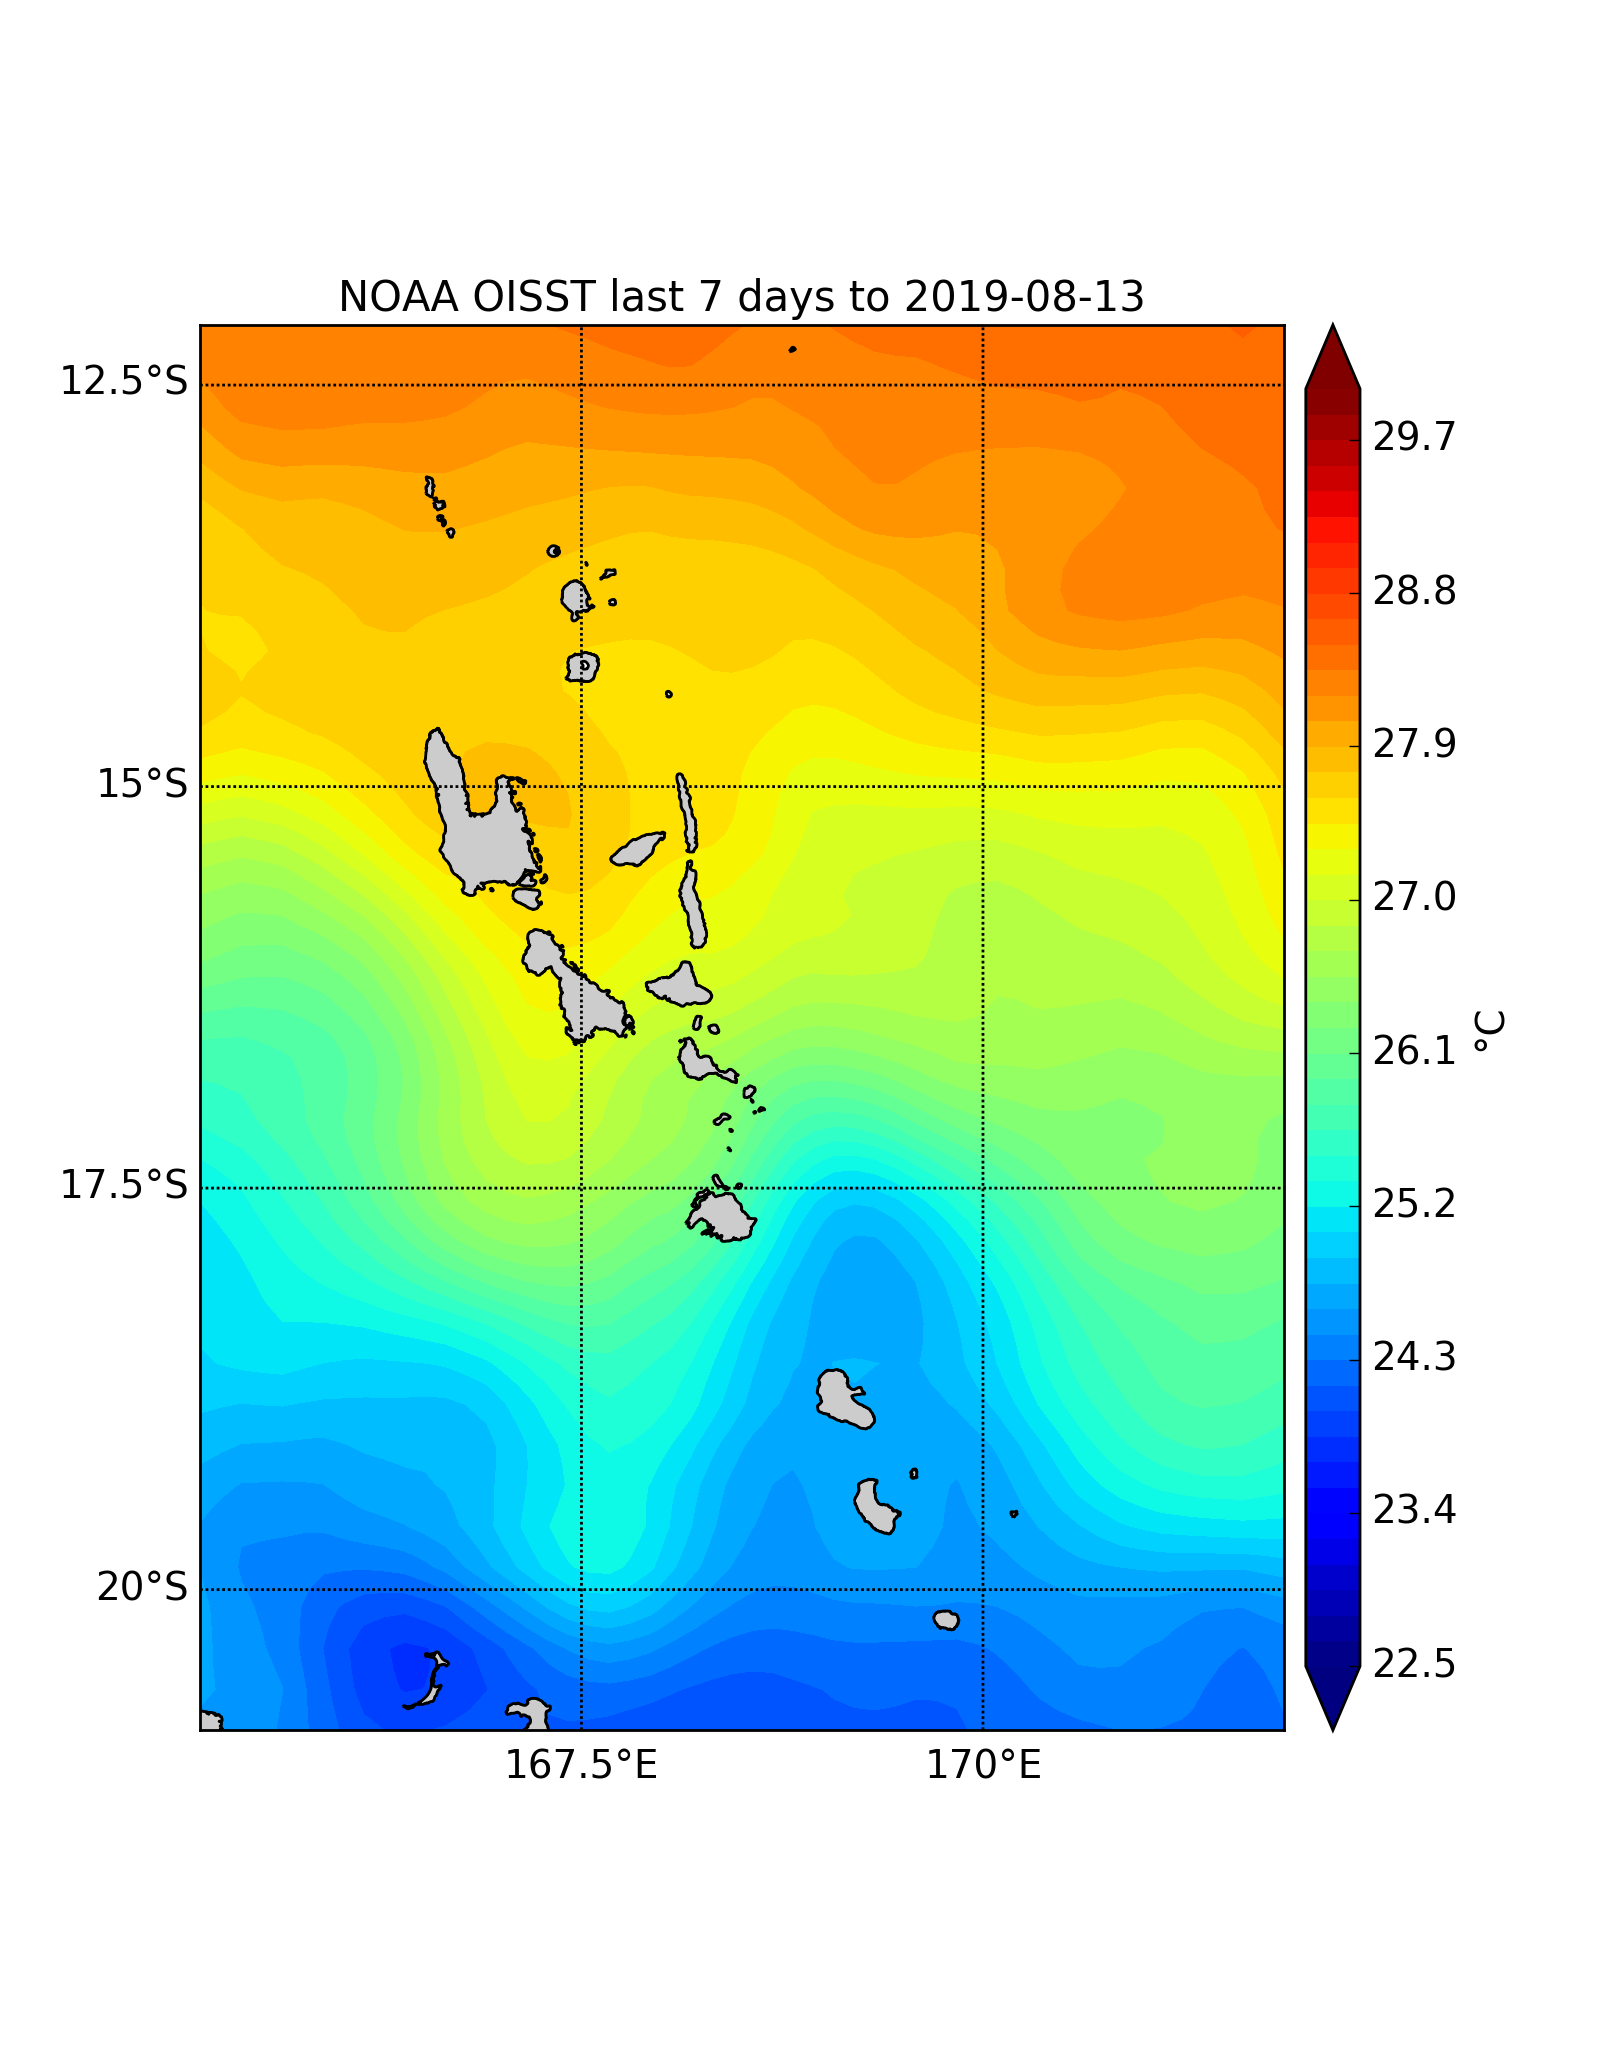 NOAA OISST last 7 days to 2019-08-13
12.5°S
15°S
17.5°S
20°S
167.5°E
170°E
29.7
28.8
27.9
27.0
26.1
25.2
24.3
23.4
22.5
°C